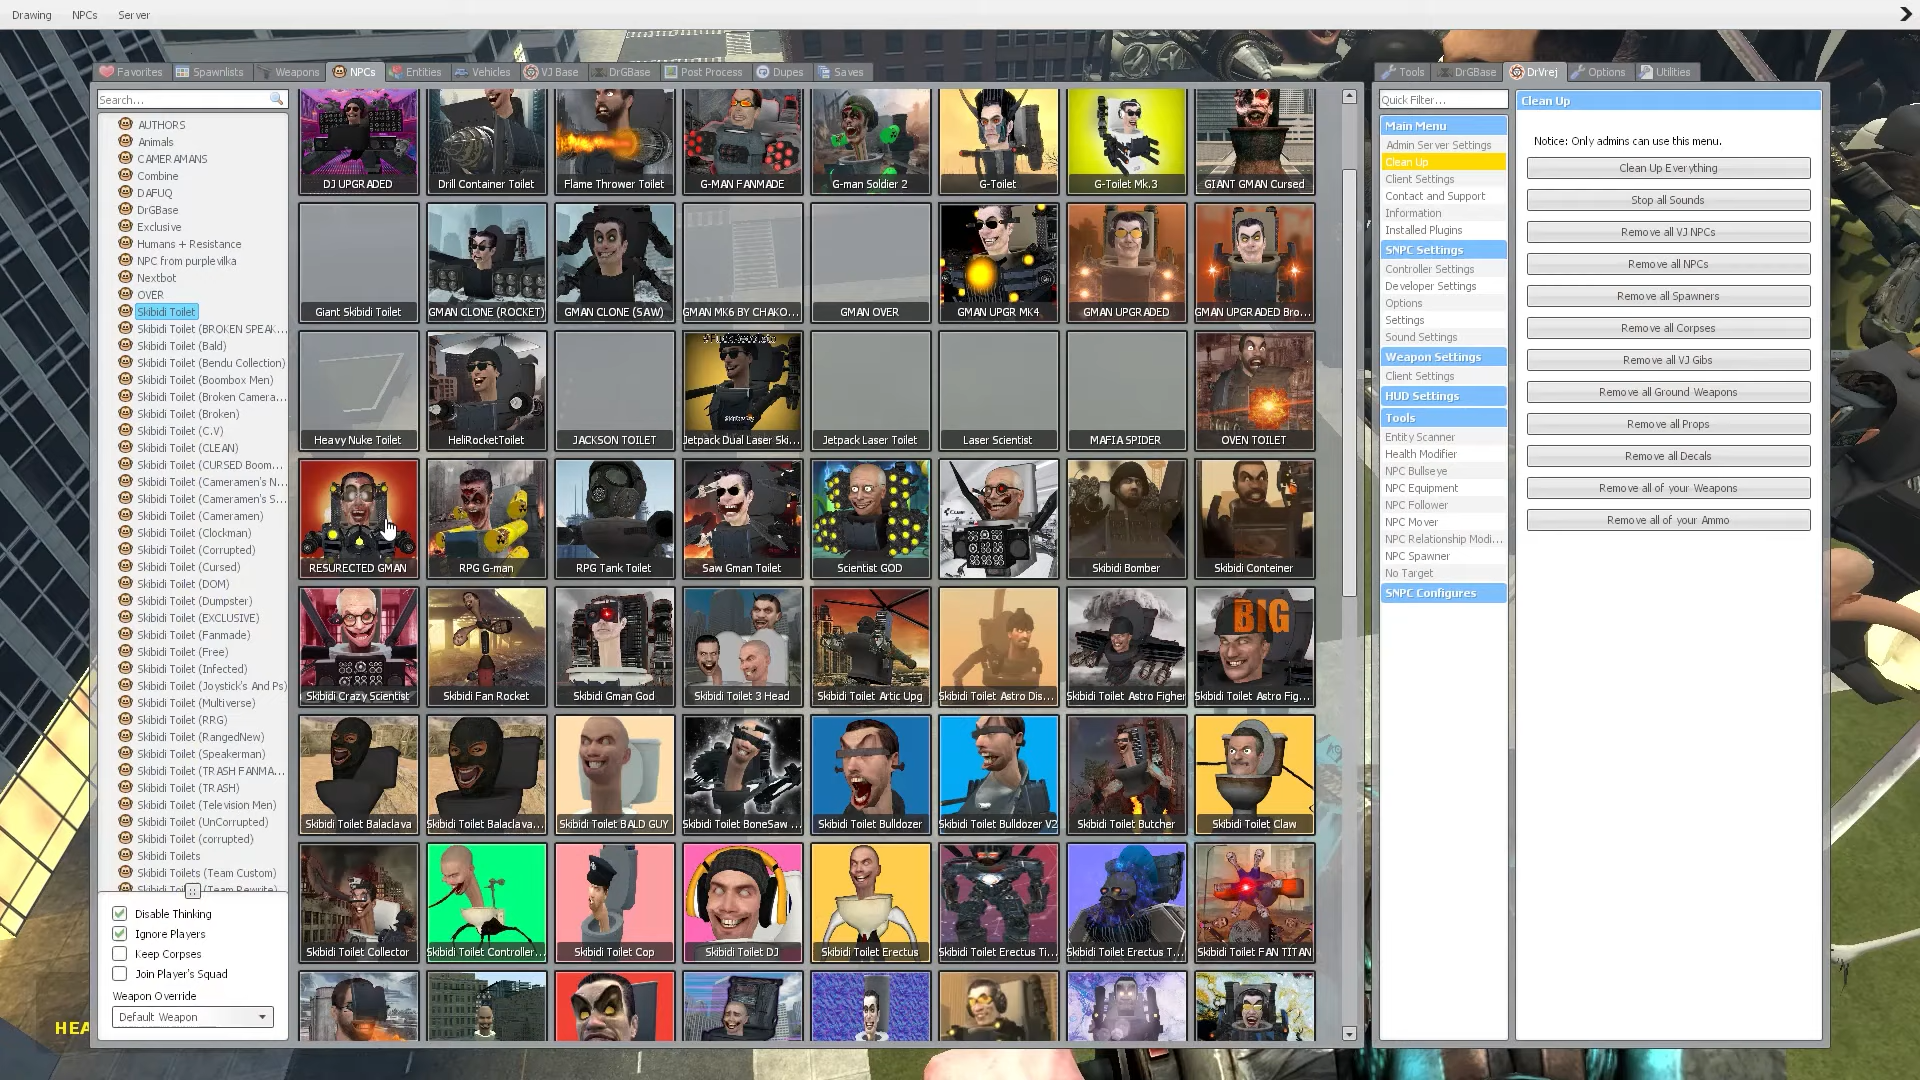 Drawing NPCs Server
Favorites Spawnlists Weapons NPCs Entities Vehicles VJ Base DrGBase Post Process Dupes Saves
Tools DrGBase DrVrej Options Utilities
Search...
AUTHORS
Animals
CAMERAMANS
Combine
DAFUQ
DrGBase
Exclusive
Humans + Resistance
NPC from purplevilka
Nextbot
OVER
Skibidi Toilet
Skibidi Toilet (BROKEN SPEAK...
Skibidi Toilet (Bald)
Skibidi Toilet (Bendu Collection)
Skibidi Toilet (Boombox Men)
Skibidi Toilet (Broken Camera...
Skibidi Toilet (Broken)
Skibidi Toilet (C.V)
Skibidi Toilet (CLEAN)
Skibidi Toilet (CURSED Boom...
Skibidi Toilet (Cameramen's N...
Skibidi Toilet (Cameramen's S...
Skibidi Toilet (Cameramen)
Skibidi Toilet (Clockman)
Skibidi Toilet (Corrupted)
Skibidi Toilet (Cursed)
Skibidi Toilet (DOM)
Skibidi Toilet (Dumpster)
Skibidi Toilet (EXCLUSIVE)
Skibidi Toilet (Fanmade)
Skibidi Toilet (Free)
Skibidi Toilet (Infected)
Skibidi Toilet (Joystick's And Ps)
Skibidi Toilet (Multiverse)
Skibidi Toilet (RRG)
Skibidi Toilet (RangedNew)
Skibidi Toilet (Speakerman)
Skibidi Toilet (TRASH FANMA...
Skibidi Toilet (TRASH)
Skibidi Toilet (Television Men)
Skibidi Toilet (UnCorrupted)
Skibidi Toilet (corrupted)
Skibidi Toilets
Skibidi Toilets (Team Custom)
Disable Thinking
Ignore Players
Keep Corpses
Join Player's Squad
Weapon Override
Default Weapon
HEA
DJ UPGRADED Drill Container Toilet Flame Thrower Toilet G-MAN FANMADE G-man Soldier 2 G-Toilet G-Toilet Mk.3 GIANT GMAN Cursed
Giant Skibidi Toilet GMAN CLONE (ROCKET) GMAN CLONE (SAW) GMAN MK6 BY CHAKO... GMAN OVER GMAN UPGR MK4 GMAN UPGRADED GMAN UPGRADED Bro...
Heavy Nuke Toilet HeliRocketToilet JACKSON TOILET Jetpack Dual Laser Ski... Jetpack Laser Toilet Laser Scientist MAFIA SPIDER OVEN TOILET
RESURECTED GMAN RPG G-man RPG Tank Toilet Saw Gman Toilet Scientist GOD Skibidi Bomber Skibidi Conteiner
BIG
Skibidi Crazy Scientist Skibidi Fan Rocket Skibidi Gman God Skibidi Toilet 3 Head Skibidi Toilet Artic Upg Skibidi Toilet Astro Dis... Skibidi Toilet Astro Figher Skibidi Toilet Astro Fig...
Skibidi Toilet Balaclava Skibidi Toilet Balaclava... Skibidi Toilet BALD GUY Skibidi Toilet BoneSaw ... Skibidi Toilet Bulldozer Skibidi Toilet Bulldozer V2 Skibidi Toilet Butcher Skibidi Toilet Claw
Skibidi Toilet Collector Skibidi Toilet Controller... Skibidi Toilet Cop Skibidi Toilet DJ Skibidi Toilet Erectus Skibidi Toilet Erectus Ti... Skibidi Toilet Erectus T... Skibidi Toilet FAN TITAN
Quick Filter...
Main Menu
Admin Server Settings
Clean Up
Client Settings
Contact and Support
Information
Installed Plugins
SNPC Settings
Controller Settings
Developer Settings
Options
Settings
Sound Settings
Weapon Settings
Client Settings
HUD Settings
Tools
Entity Scanner
Health Modifier
NPC Bullseye
NPC Equipment
NPC Follower
NPC Mover
NPC Relationship Modi...
NPC Spawner
No Target
SNPC Configures
Clean Up
Notice: Only admins can use this menu.
Clean Up Everything
Stop all Sounds
Remove all VJ NPCs
Remove all NPCs
Remove all Spawners
Remove all Corpses
Remove all VJ Gibs
Remove all Ground Weapons
Remove all Props
Remove all Decals
Remove all of your Weapons
Remove all of your Ammo